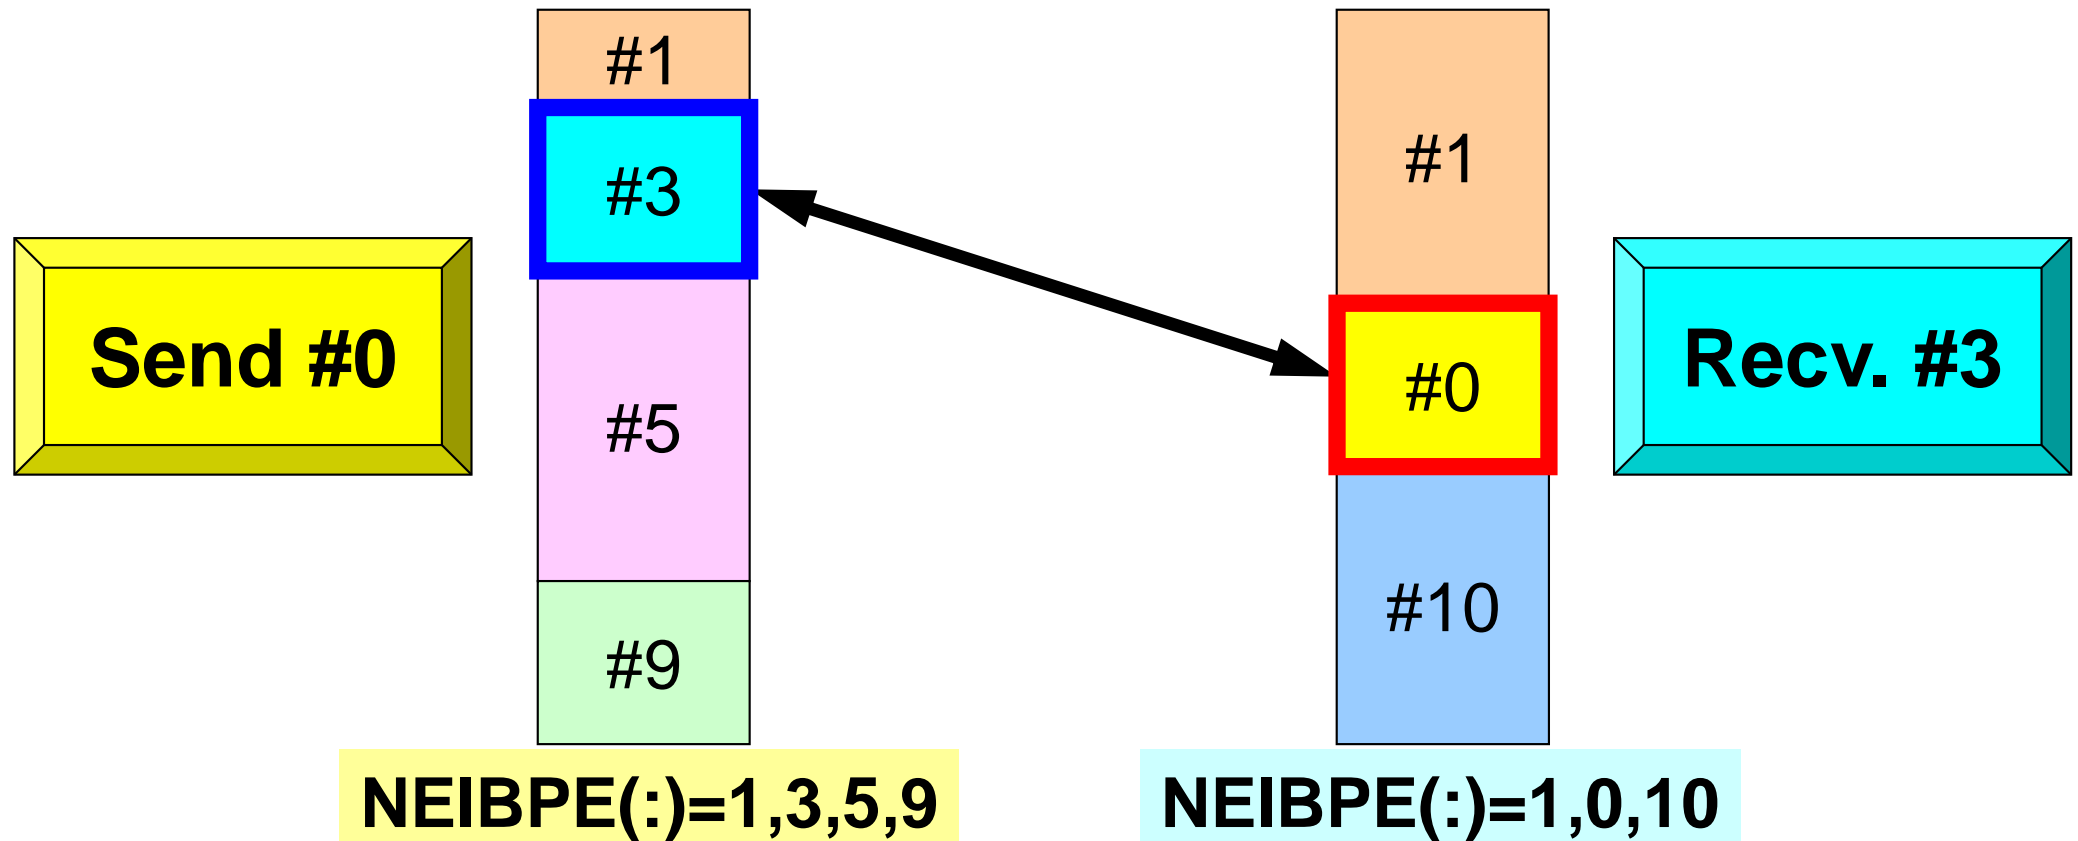 Send #0
#1
#3
#5
#9
NEIBPE(:)=1,3,5,9
#1
#0
#10
NEIBPE(:)=1,0,10
Recv. #3